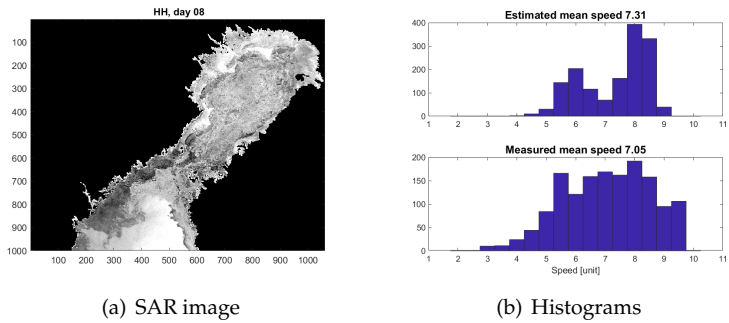 HH, day 08
100
200
300
400
500
600
700
800
900
1000
100 200 300 400 500 600 700 800 900 1000
(a) SAR image
Estimated mean speed 7.31
400
300
200
100
0
1 2 3 4 5 6 7 8 9 10 11
Measured mean speed 7.05
200
150
100
50
0
1 2 3 4 5 6 7 8 9 10 11
Speed [unit]
(b) Histograms